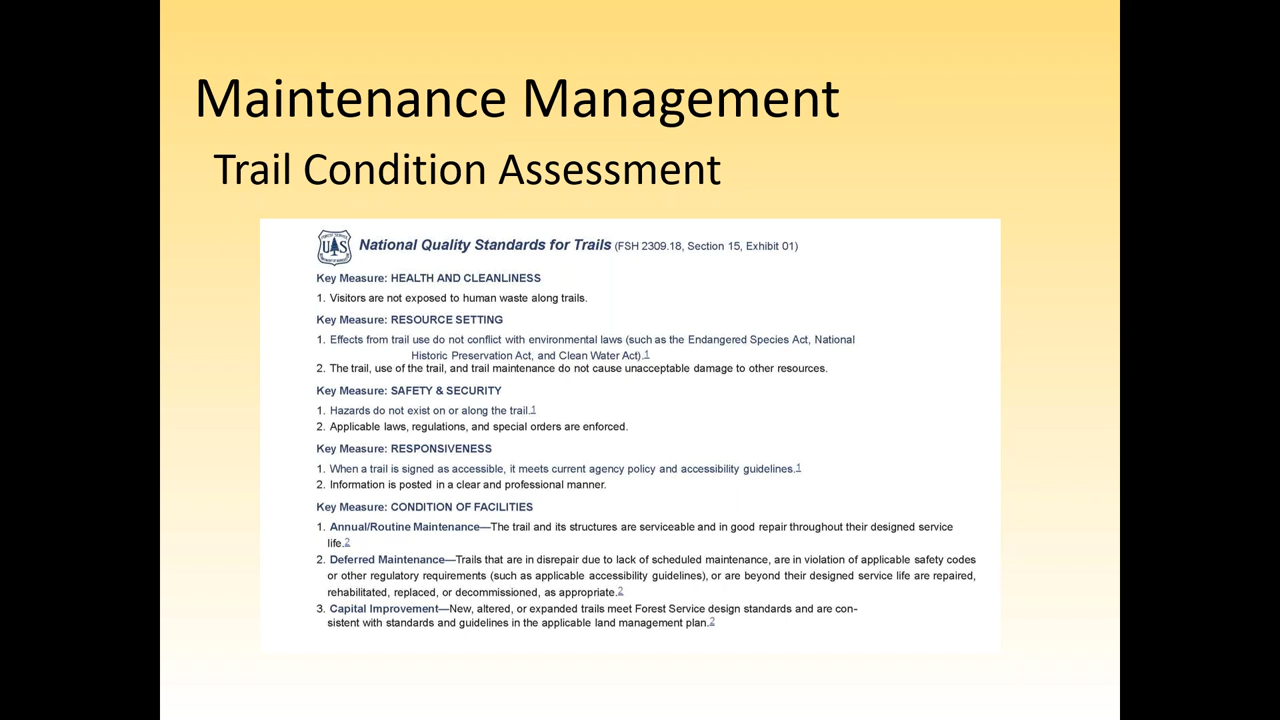 Maintenance Management
Trail Condition Assessment
National Quality Standards for Trails (FSH 2309.18, Section 15, Exhibit 01)
Key Measure: HEALTH AND CLEANLINESS
1. Visitors are not exposed to human waste along trails.
Key Measure: RESOURCE SETTING
1. Effects from trail use do not conflict with environmental laws (such as the Endangered Species Act, National
Historic Preservation Act, and Clean Water Act).1
2. The trail, use of the trail, and trail maintenance do not cause unacceptable damage to other resources.
Key Measure: SAFETY & SECURITY
1. Hazards do not exist on or along the trail.1
2. Applicable laws, regulations, and special orders are enforced.
Key Measure: RESPONSIVENESS
1. When a trail is signed as accessible, it meets current agency policy and accessibility guidelines.1
2. Information is posted in a clear and professional manner.
Key Measure: CONDITION OF FACILITIES
1. Annual/Routine Maintenance—The trail and its structures are serviceable and in good repair throughout their designed service
life.2
2. Deferred Maintenance—Trails that are in disrepair due to lack of scheduled maintenance, are in violation of applicable safety codes
or other regulatory requirements (such as applicable accessibility guidelines), or are beyond their designed service life are repaired,
rehabilitated, replaced, or decommissioned, as appropriate.2
3. Capital Improvement—New, altered, or expanded trails meet Forest Service design standards and are con-
sistent with standards and guidelines in the applicable land management plan.2
FOREST SERVICE
U S